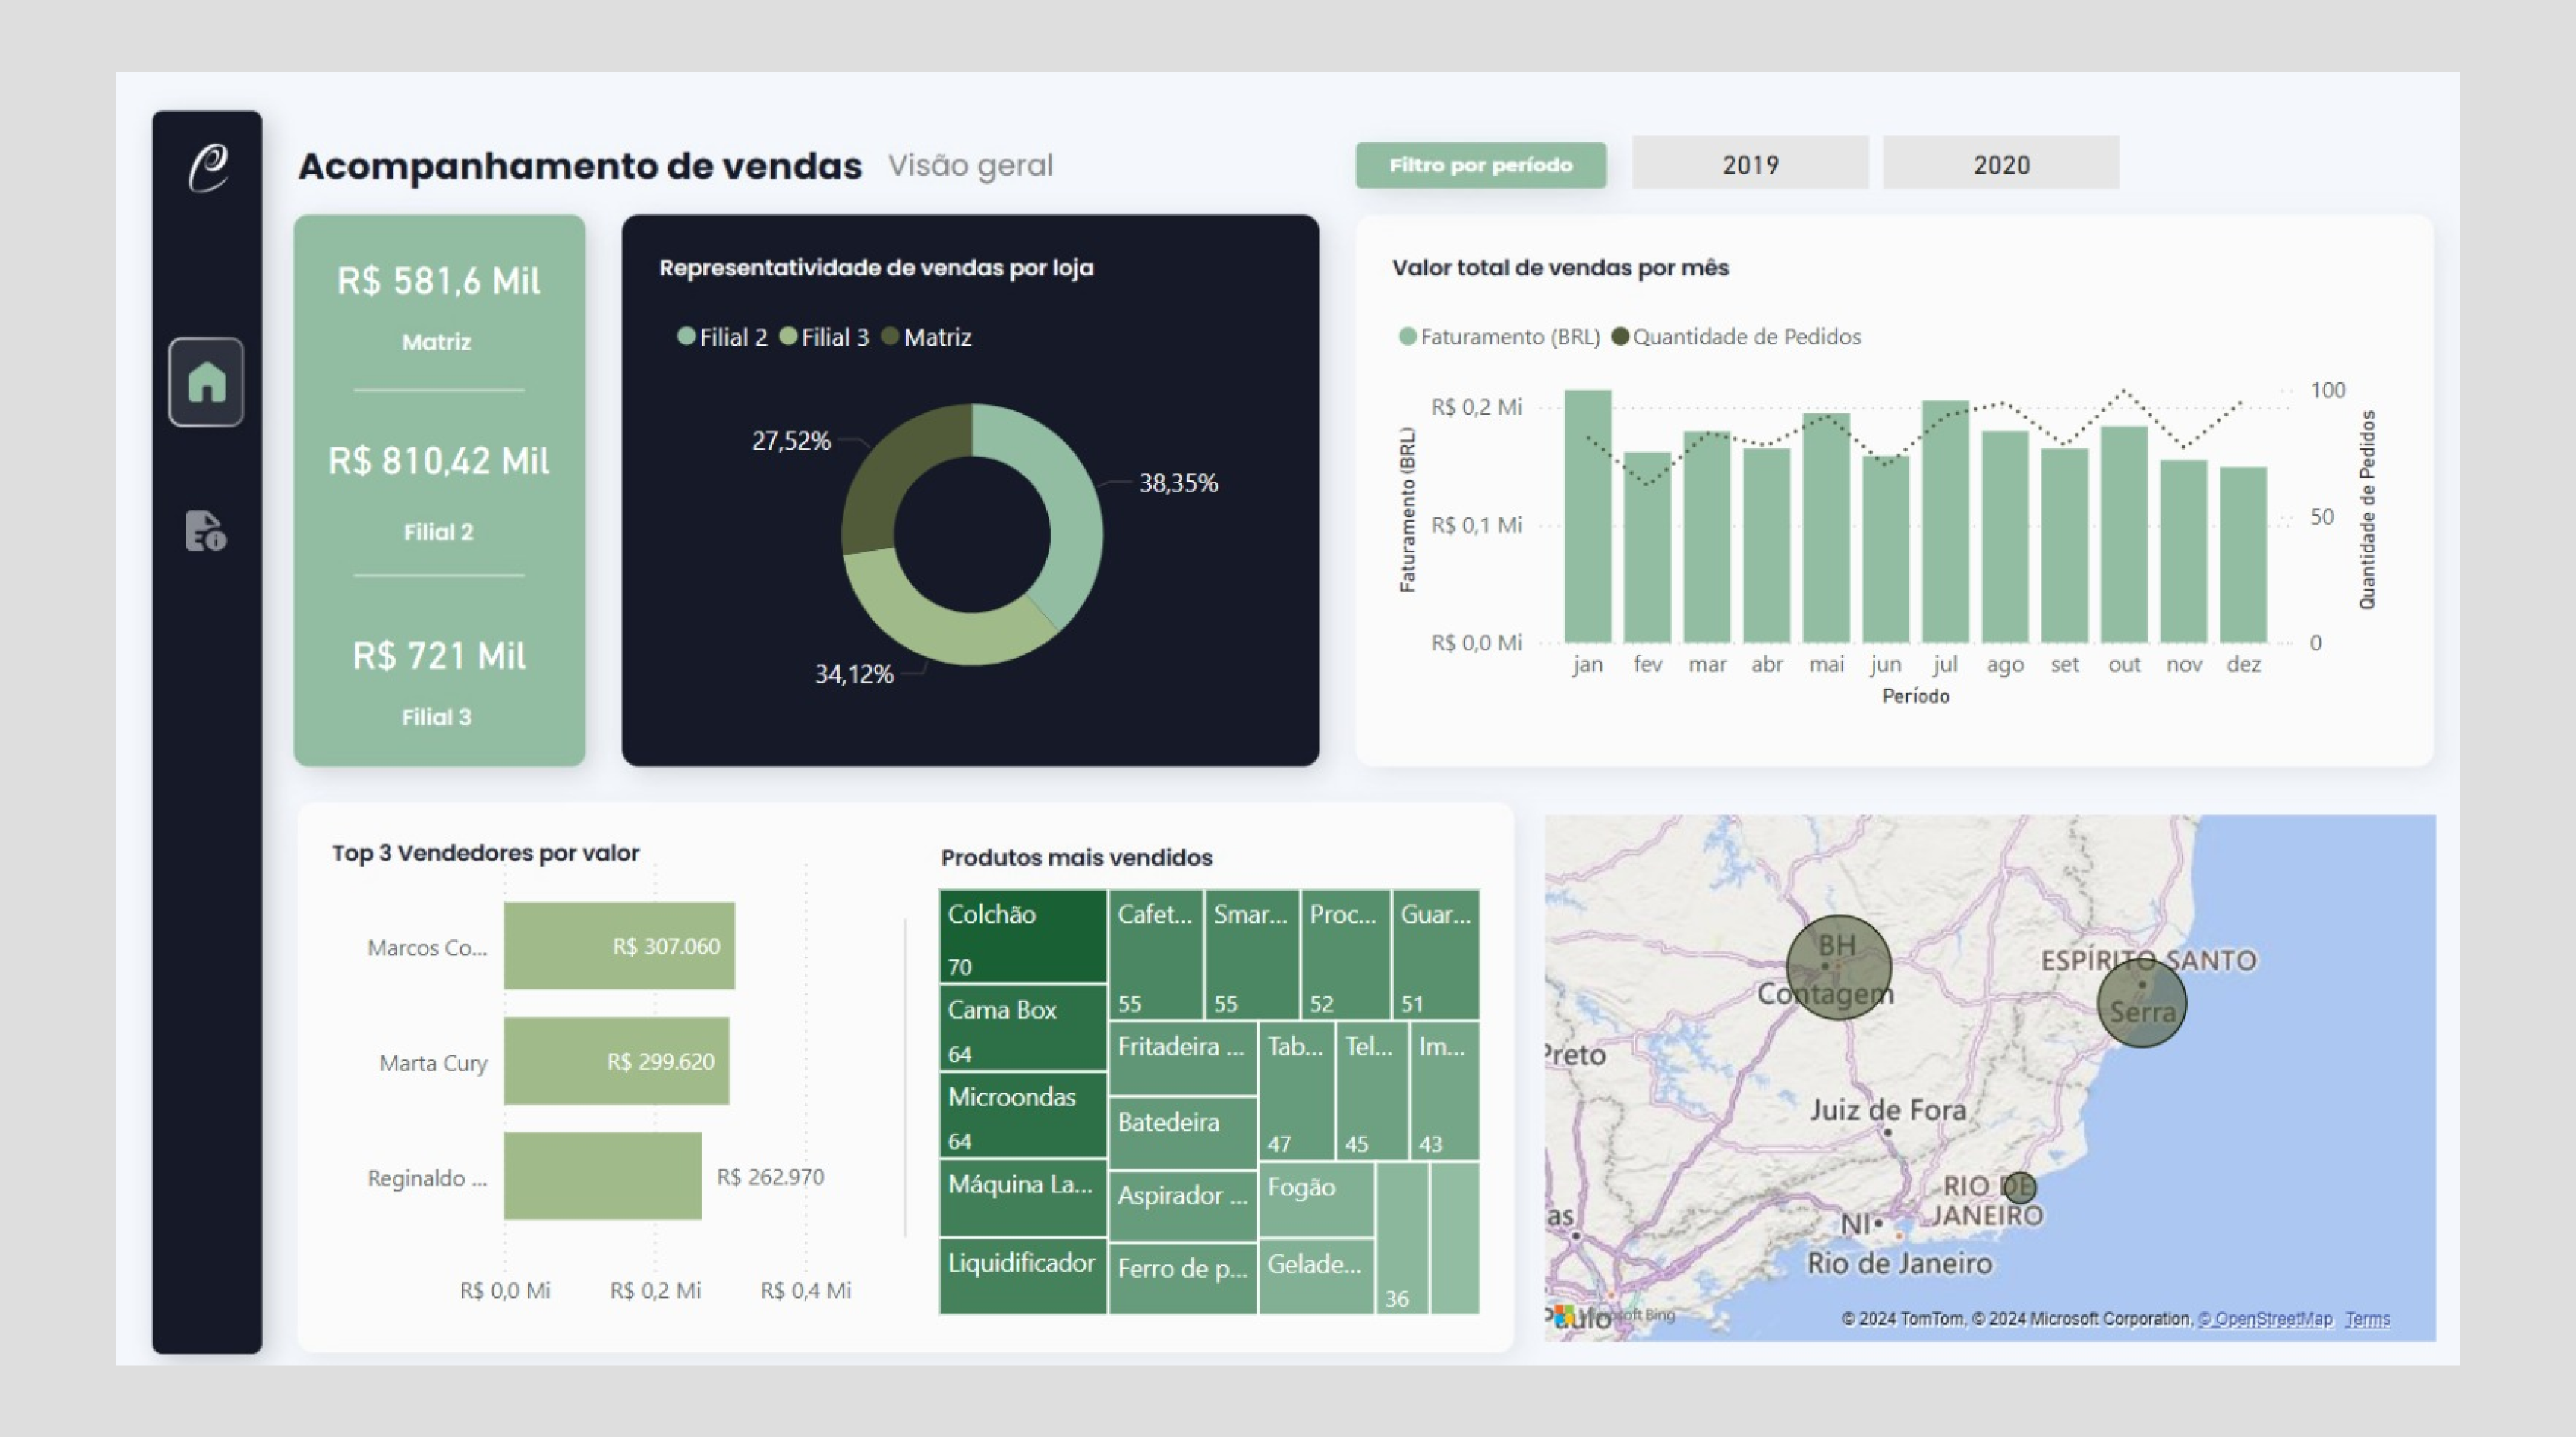 Acompanhamento de vendas Visão geral
Filtro por período
2019
2020
R$ 581,6 Mil
Matriz
R$ 810,42 Mil
Filial 2
R$ 721 Mil
Filial 3
Representatividade de vendas por loja
Filial 2 Filial 3 Matriz
27,52%
38,35%
34,12%
Valor total de vendas por mês
Faturamento (BRL) Quantidade de Pedidos
R$ 0,2 Mi
R$ 0,1 Mi
R$ 0,0 Mi
Faturamento (BRL)
100
50
0
Quantidade de Pedidos
jan fev mar abr mai jun jul ago set out nov dez
Período
Top 3 Vendedores por valor
Marcos Co... R$ 307.060
Marta Cury R$ 299.620
Reginaldo ... R$ 262.970
R$ 0,0 Mi R$ 0,2 Mi R$ 0,4 Mi
Produtos mais vendidos
Colchão
70
Cama Box
64
Microondas
64
Máquina La...
Liquidificador
Cafet...
55
Smar...
55
Proc...
52
Guar...
51
Fritadeira ...
Batedeira
Aspirador ...
Ferro de p...
Tab...
47
Tel...
45
Im...
43
Fogão
Gelade...
36
BH
Contagem
ESPÍRITO SANTO
Serra
Preto
Juiz de Fora
RIO DE
JANEIRO
as
NI
Rio de Janeiro
Paulo
Microsoft Bing
© 2024 TomTom, © 2024 Microsoft Corporation, © OpenStreetMap Terms